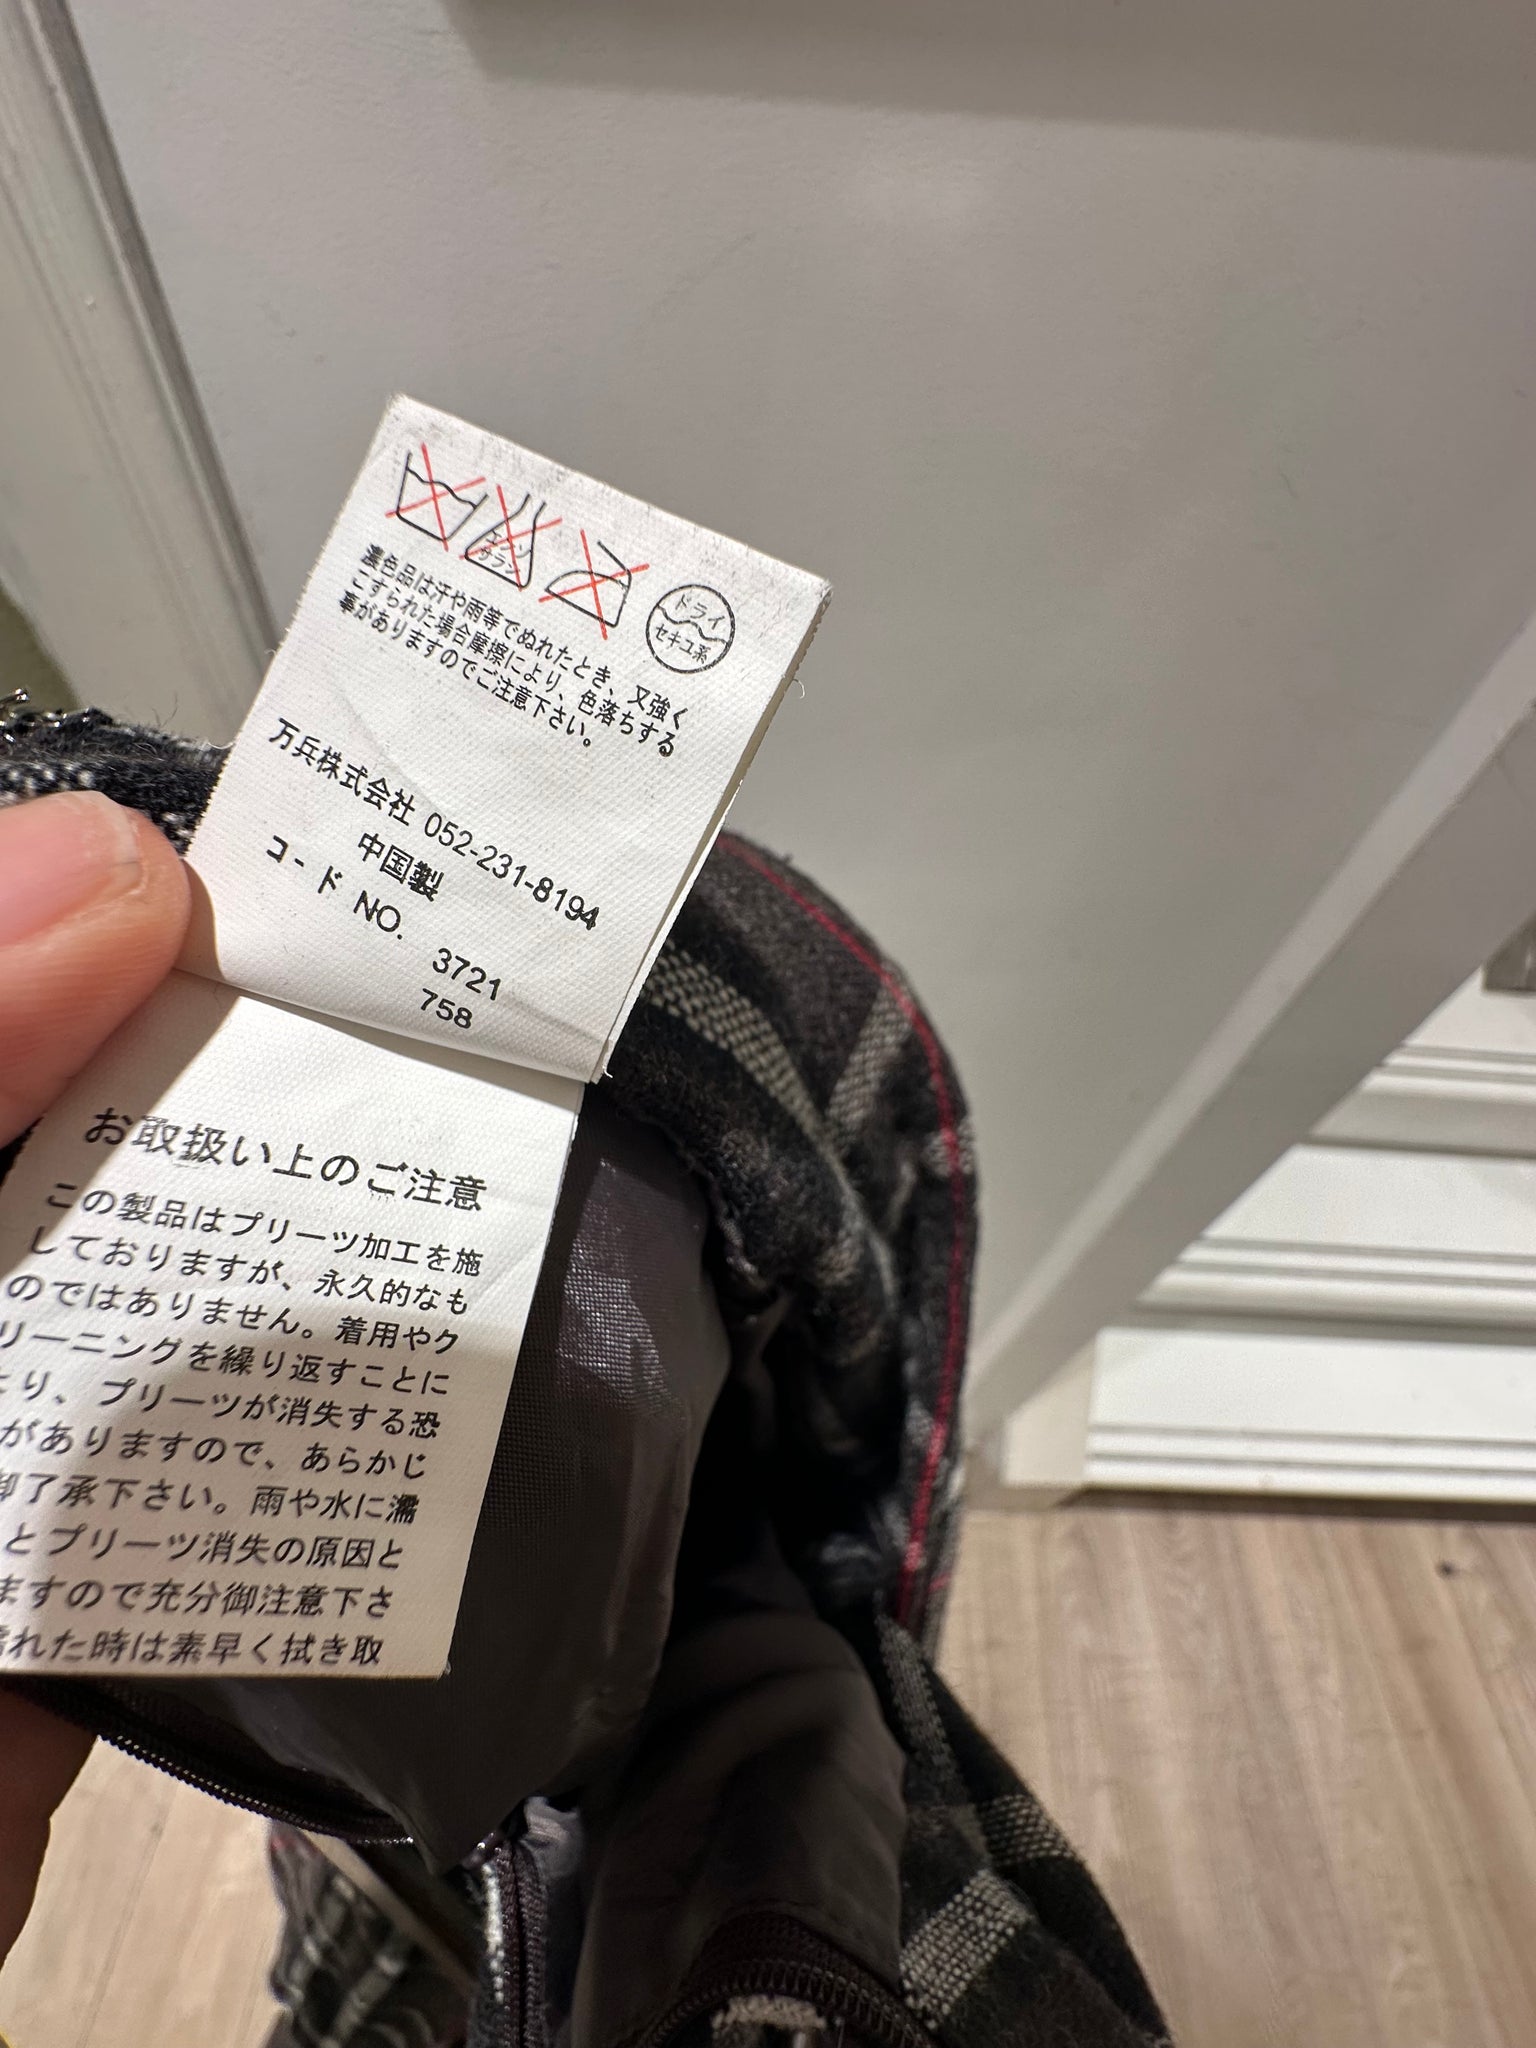 エンソ
サラシ
ドライ
セキユ系
濃色品は汗や雨等でぬれたとき、又強く
こすられた場合摩擦により、色落ちする
事がありますのでご注意下さい。
万兵株式会社 052-231-8194
中国製
コード NO. 3721
758
お取扱い上のご注意
この製品はプリーツ加工を施
しておりますが、永久的なも
のではありません。着用やク
リーニングを繰り返すことに
より、プリーツが消失する恐
がありますので、あらかじ
御了承下さい。雨や水に濡
とプリーツ消失の原因と
ますので充分御注意下さ
濡れた時は素早く拭き取